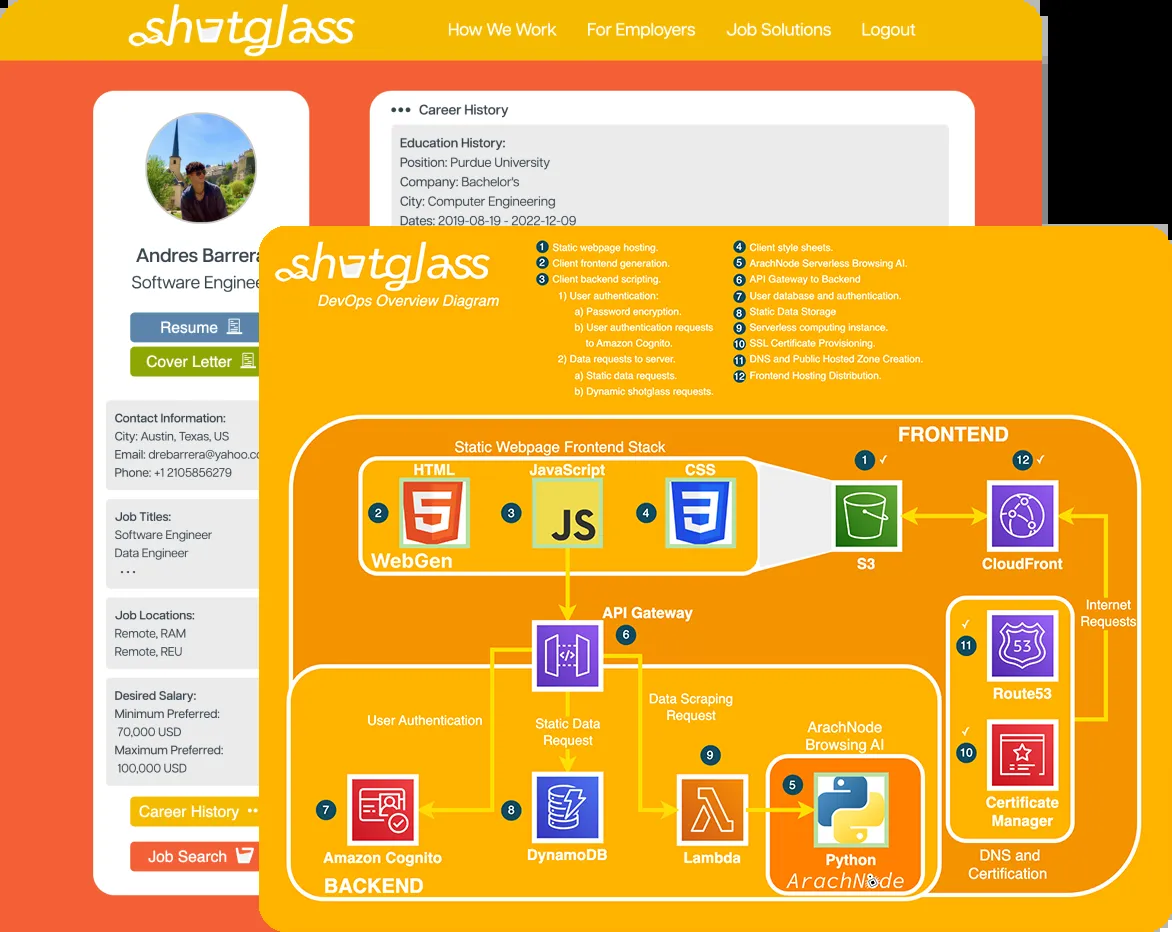 shotglass
How We Work
For Employers
Job Solutions
Logout
Andres Barrera
Software Enginee
Resume
Cover Letter
Contact Information:
City: Austin, Texas, US
Email: drebarrera@yahoo.co
Phone: +1 2105856279
Job Titles:
Software Engineer
Data Engineer
...
Job Locations:
Remote, RAM
Remote, REU
Desired Salary:
Minimum Preferred:
70,000 USD
Maximum Preferred:
100,000 USD
Career History ··
Job Search
••• Career History
Education History:
Position: Purdue University
Company: Bachelor's
City: Computer Engineering
Dates: 2019-08-19 - 2022-12-09
shotglass
DevOps Overview Diagram
1 Static webpage hosting.
2 Client frontend generation.
3 Client backend scripting.
1) User authentication:
a) Password encryption.
b) User authentication requests
to Amazon Cognito.
2) Data requests to server.
a) Static data requests.
b) Dynamic shotglass requests.
4 Client style sheets.
5 ArachNode Serverless Browsing AI.
6 API Gateway to Backend
7 User database and authentication.
8 Static Data Storage
9 Serverless computing instance.
10 SSL Certificate Provisioning.
11 DNS and Public Hosted Zone Creation.
12 Frontend Hosting Distribution.
FRONTEND
Static Webpage Frontend Stack
HTML
JavaScript
CSS
1 ✓
12 ✓
2
5
3
JS
4
3
WebGen
S3
CloudFront
Internet
Requests
API Gateway
6
✓
11
53
Route53
✓
10
Certificate
Manager
DNS and
Certification
User Authentication
Static Data
Request
Data Scraping
Request
ArachNode
Browsing AI
7
Amazon Cognito
8
DynamoDB
9
Lambda
5
Python
ArachNode
BACKEND